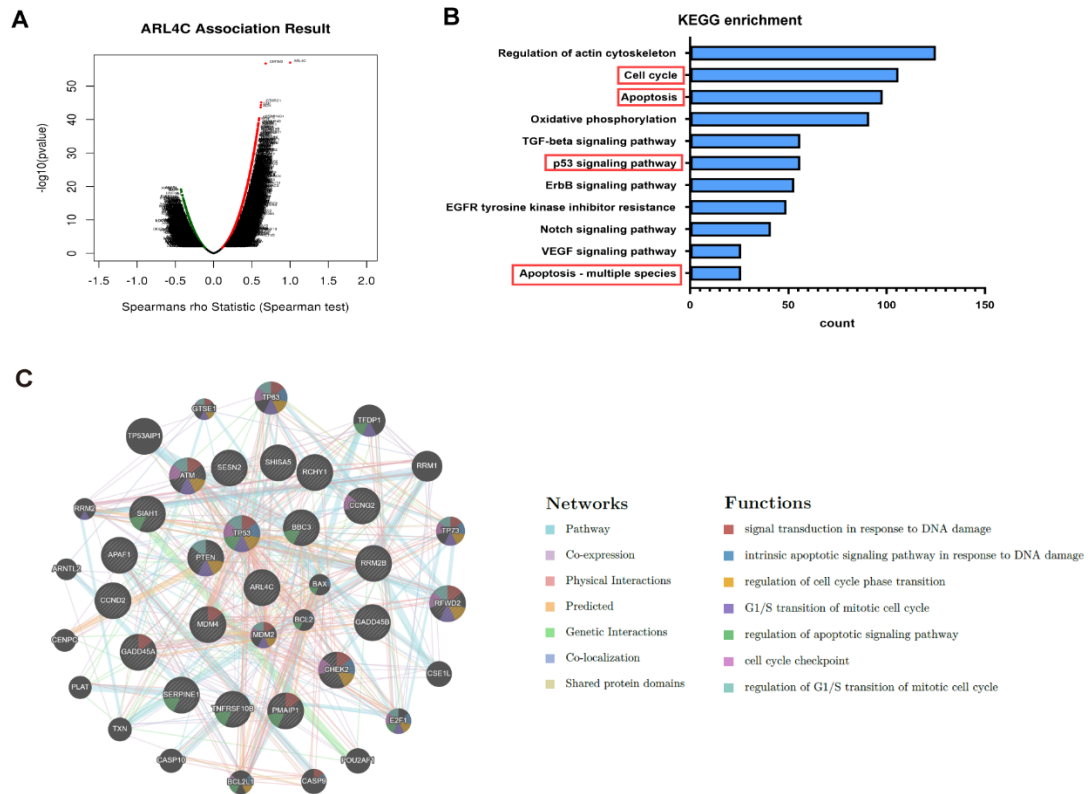 A
ARL4C Association Result
-log10(pvalue)
50
40
30
20
10
0
ARL4C
-1.5
-1.0
-0.5
0.0
0.5
1.0
1.5
2.0
Spearmans rho Statistic (Spearman test)
B
KEGG enrichment
Regulation of actin cytoskeleton
Cell cycle
Apoptosis
Oxidative phosphorylation
TGF-beta signaling pathway
p53 signaling pathway
ErbB signaling pathway
EGFR tyrosine kinase inhibitor resistance
Notch signaling pathway
VEGF signaling pathway
Apoptosis - multiple species
0
50
100
150
count
C
TP63
GTSE1
TFDP1
TP53AIP1
SHISA5
SESN2
RCHY1
RRM1
ATM
RRM2
CCNG2
SIAH1
TP53
BBC3
TP73
PTEN
APAF1
RRM2B
ARNTL2
ARL4C
BAX
CCND2
RFWD2
BCL2
GADD45B
MDM4
MDM2
CENPC
GADD45A
CHEK2
CSE1L
PLAT
SERPINE1
TNFRSF10B
PMAIP1
E2F1
TXN
CASP10
POU2AF1
BCL2L1
CASP9
Networks
Pathway
Co-expression
Physical Interactions
Predicted
Genetic Interactions
Co-localization
Shared protein domains
Functions
signal transduction in response to DNA damage
intrinsic apoptotic signaling pathway in response to DNA damage
regulation of cell cycle phase transition
G1/S transition of mitotic cell cycle
regulation of apoptotic signaling pathway
cell cycle checkpoint
regulation of G1/S transition of mitotic cell cycle